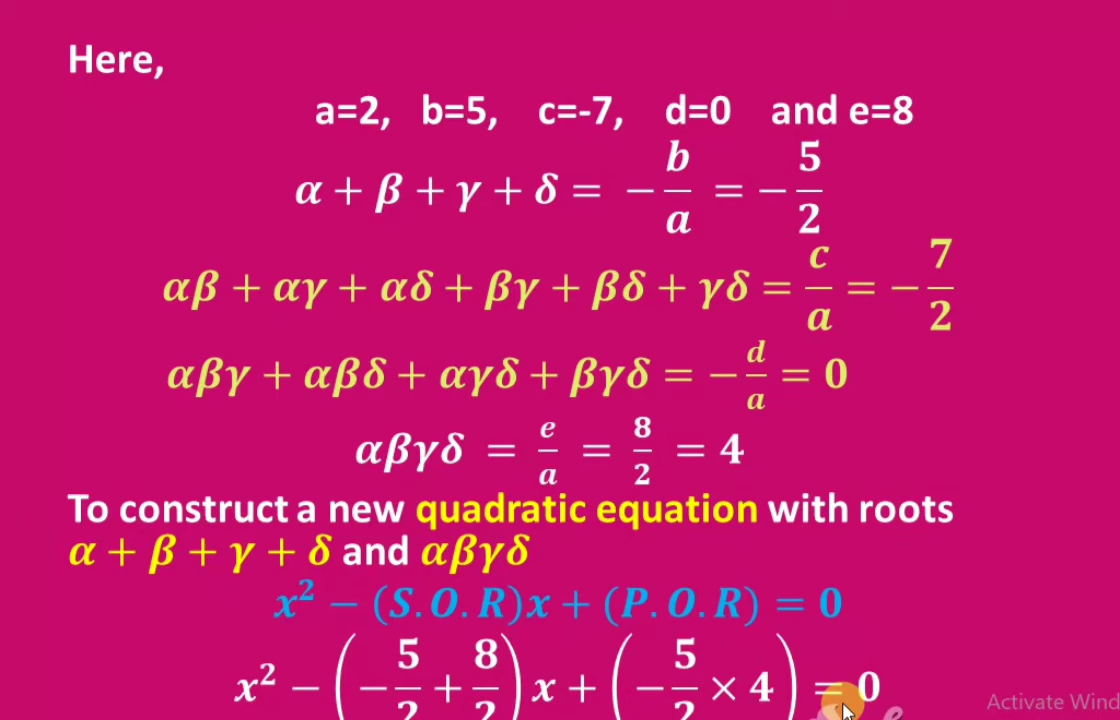 Here,
a=2, b=5, c=-7, d=0 and e=8
α + β + γ + δ = −b/a = −5/2
αβ + αγ + αδ + βγ + βδ + γδ = c/a = −7/2
αβγ + αβδ + αγδ + βγδ = −d/a = 0
αβγδ = e/a = 8/2 = 4
To construct a new quadratic equation with roots
α + β + γ + δ and αβγδ
x² − (S.O.R)x + (P.O.R) = 0
x² − (−5/2 + 8/2)x + (−5/2 × 4) = 0
Activate Wind